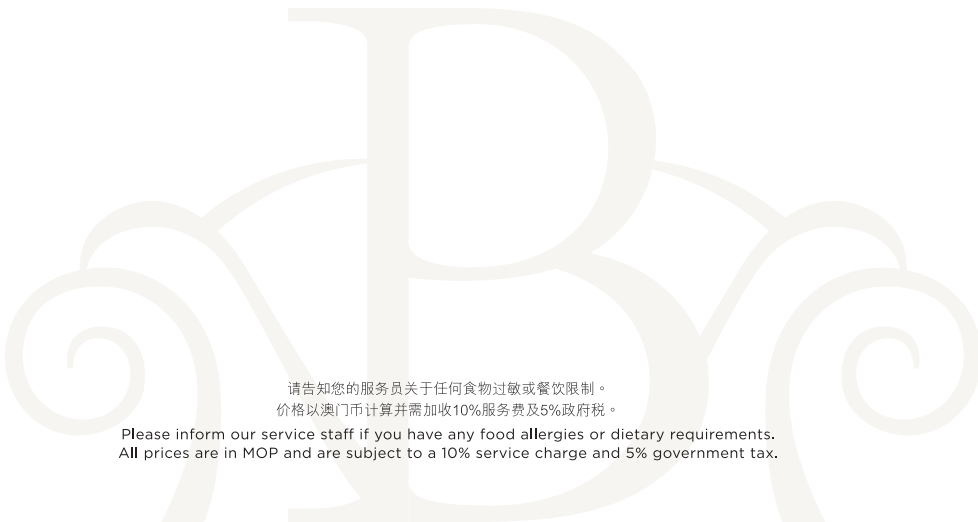 请告知您的服务员关于任何食物过敏或餐饮限制。
价格以澳门币计算并需加收10%服务费及5%政府税。
Please inform our service staff if you have any food allergies or dietary requirements.
All prices are in MOP and are subject to a 10% service charge and 5% government tax.